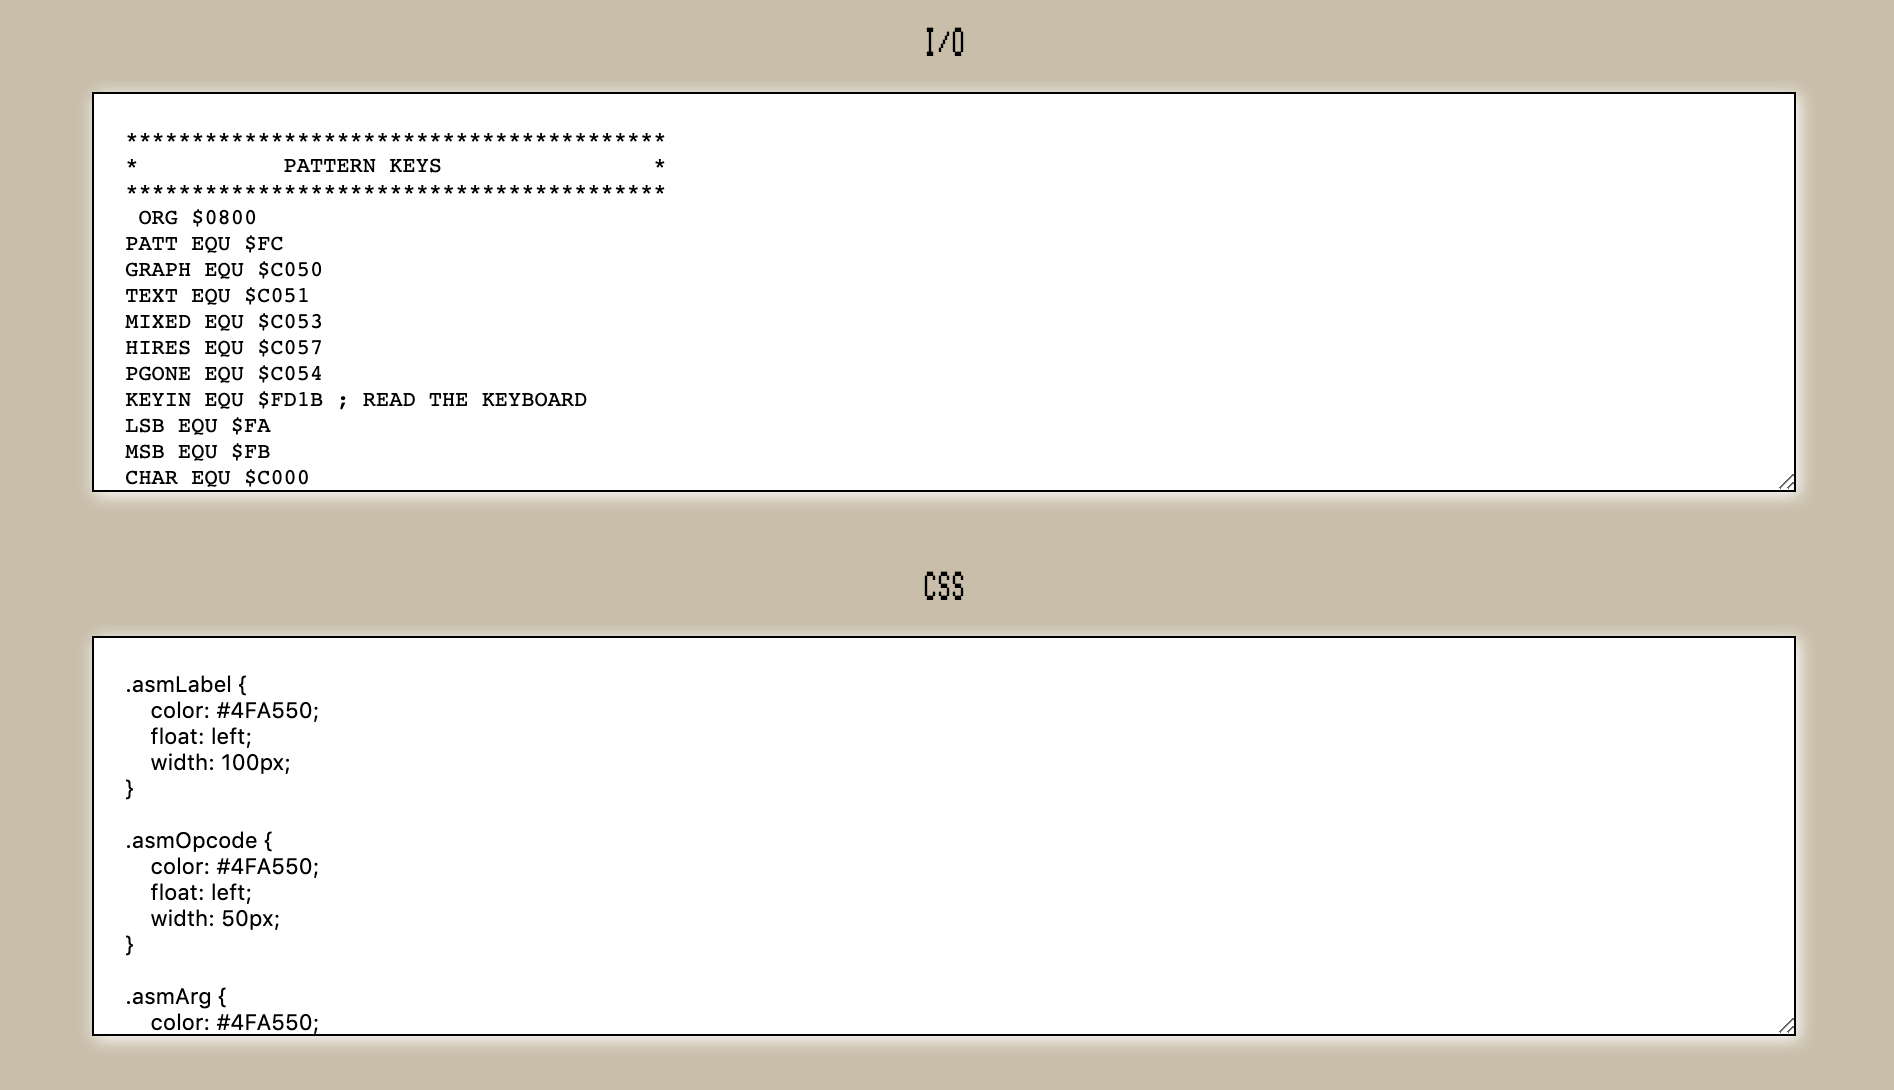 I/O
*****************************************
*           PATTERN KEYS                *
*****************************************
 ORG $0800
PATT EQU $FC
GRAPH EQU $C050
TEXT EQU $C051
MIXED EQU $C053
HIRES EQU $C057
PGONE EQU $C054
KEYIN EQU $FD1B ; READ THE KEYBOARD
LSB EQU $FA
MSB EQU $FB
CHAR EQU $C000
CSS
.asmLabel {
    color: #4FA550;
    float: left;
    width: 100px;
}
.asmOpcode {
    color: #4FA550;
    float: left;
    width: 50px;
}
.asmArg {
    color: #4FA550;